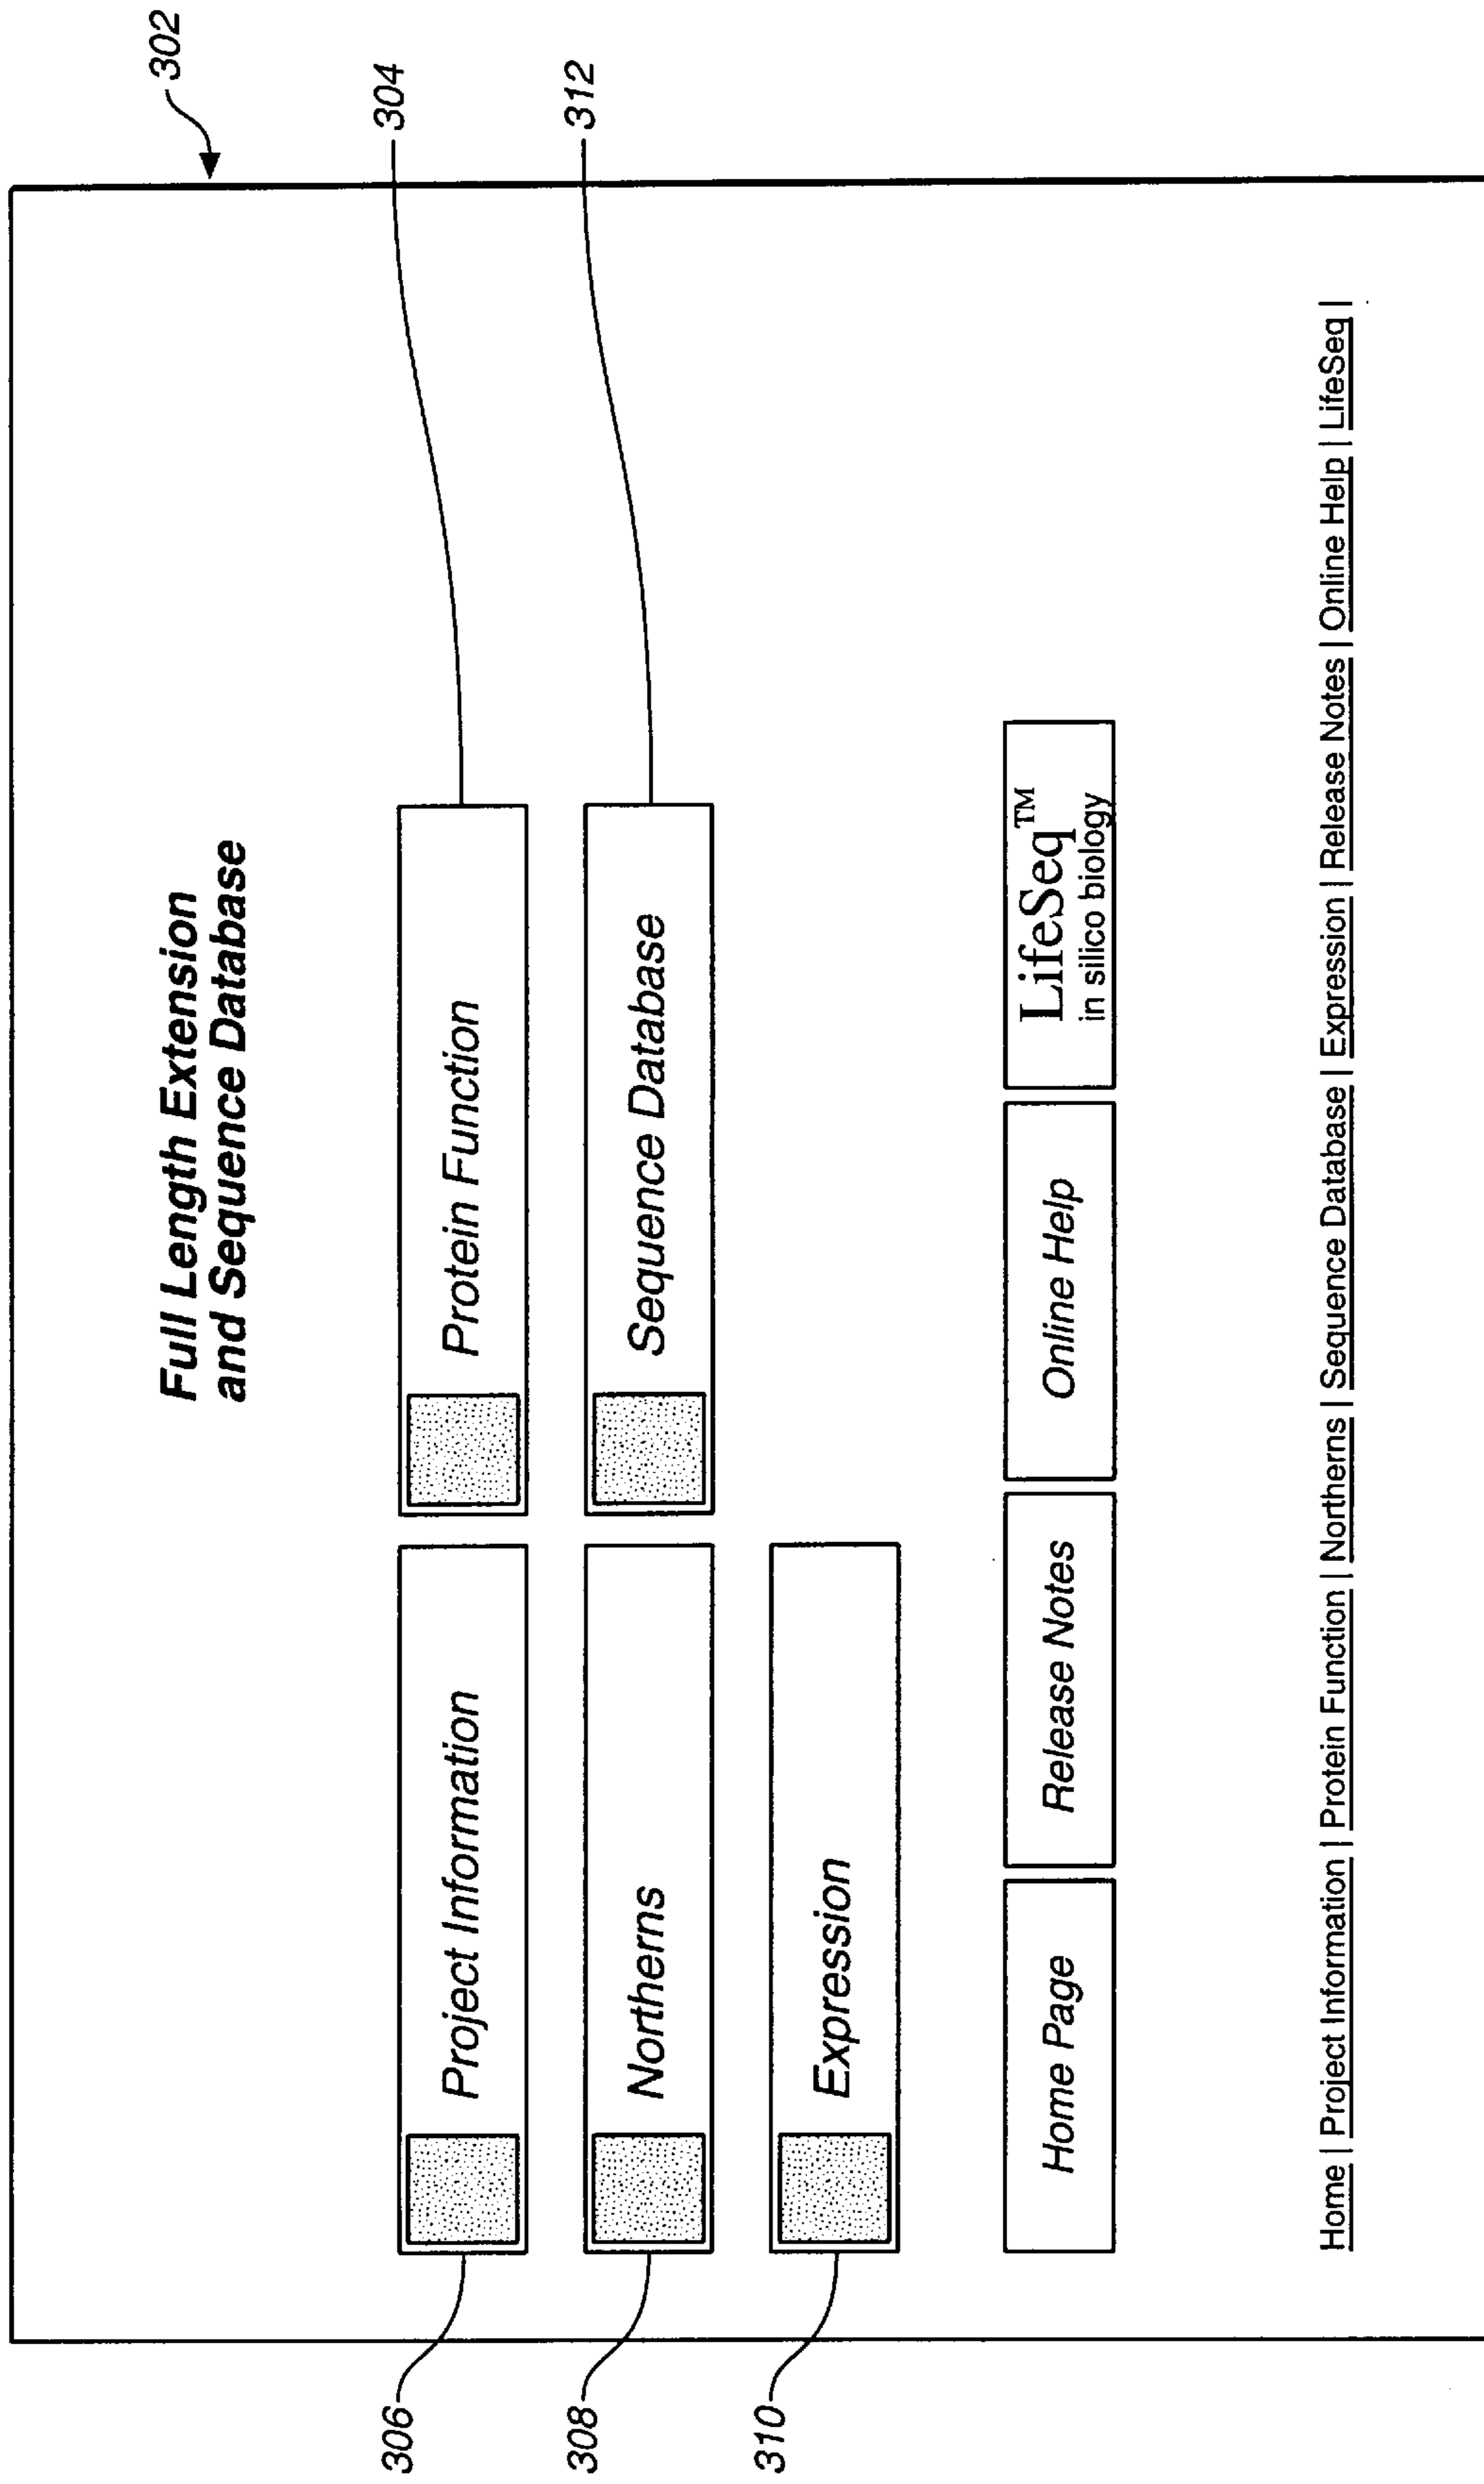 302
Full Length Extension
and Sequence Database
304
306
Project Information
Protein Function
312
308
Northerns
Sequence Database
310
Expression
Home Page
Release Notes
Online Help
LifeSeq™
in silico biology
Home | Project Information | Protein Function | Northerns | Sequence Database | Expression | Release Notes | Online Help | LifeSeq |